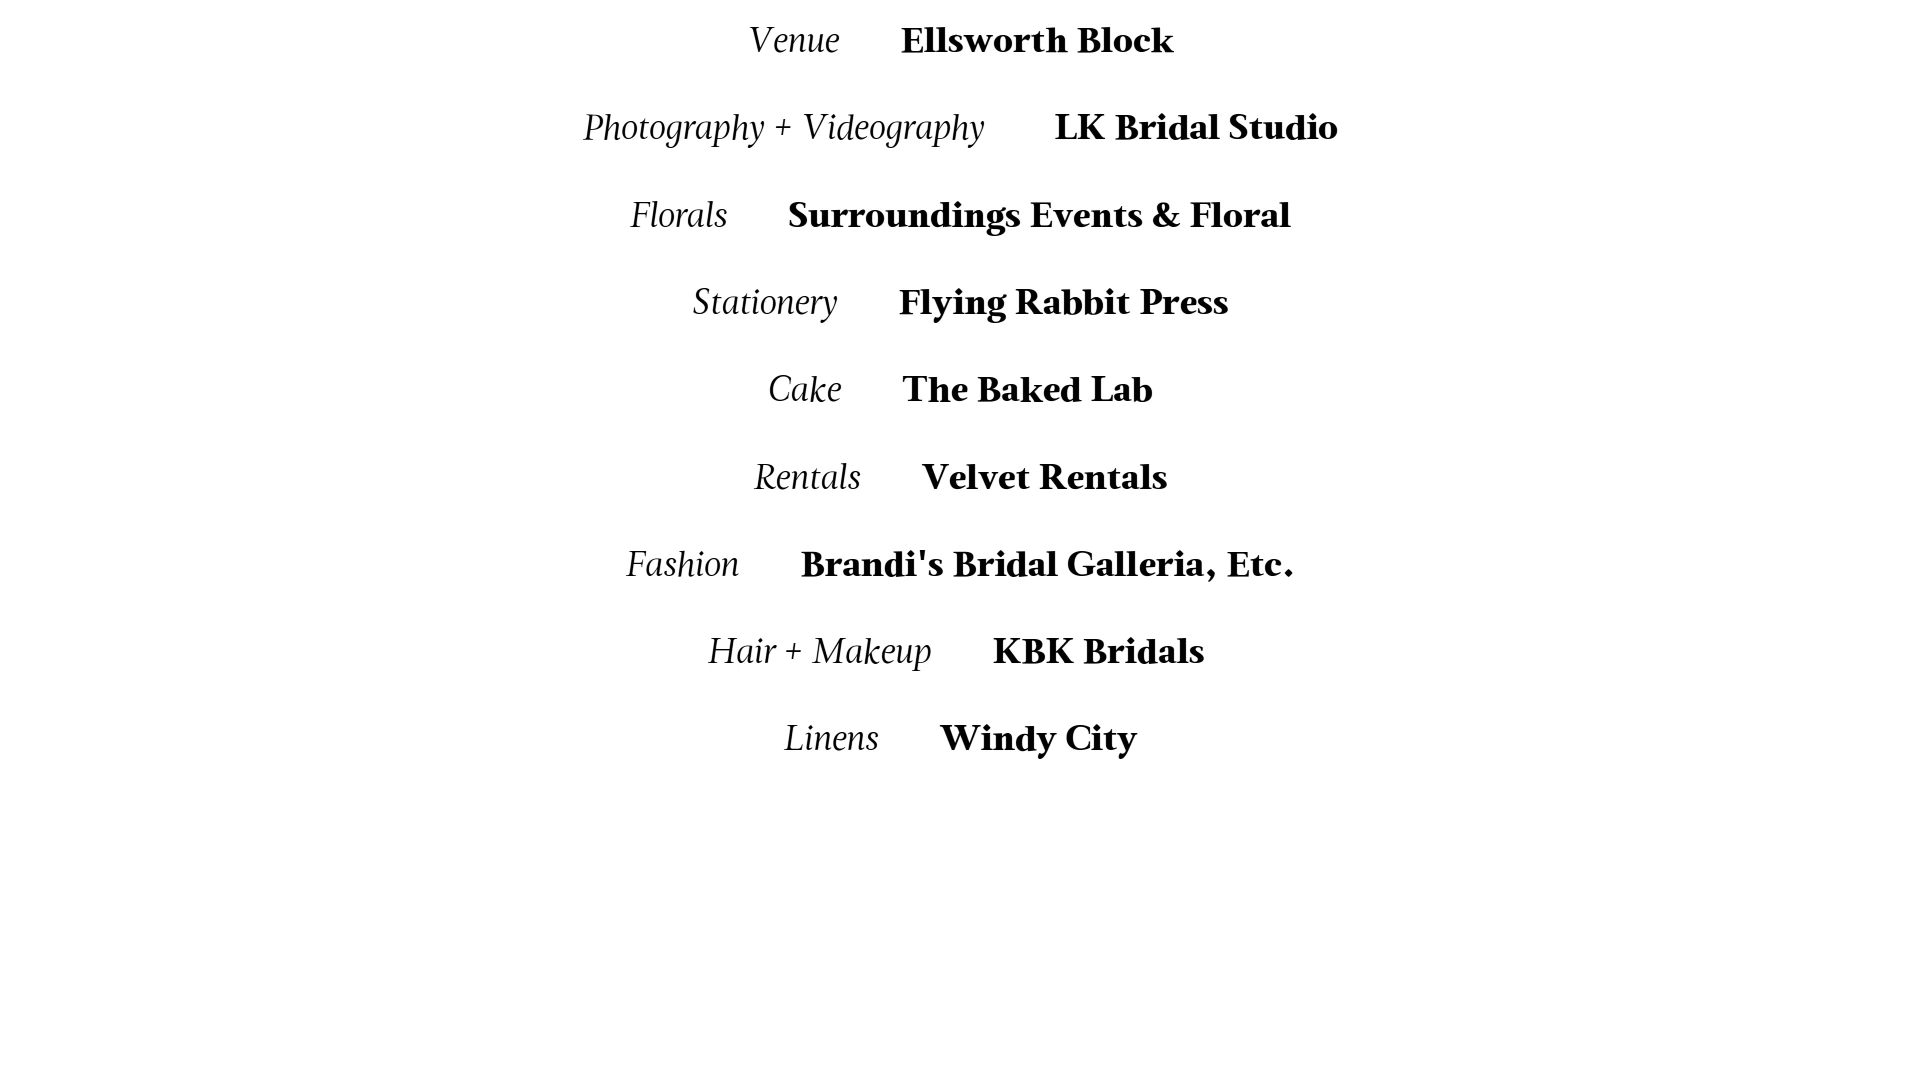 Venue Ellsworth Block
Photography + Videography LK Bridal Studio
Florals Surroundings Events & Floral
Stationery Flying Rabbit Press
Cake The Baked Lab
Rentals Velvet Rentals
Fashion Brandi's Bridal Galleria, Etc.
Hair + Makeup KBK Bridals
Linens Windy City